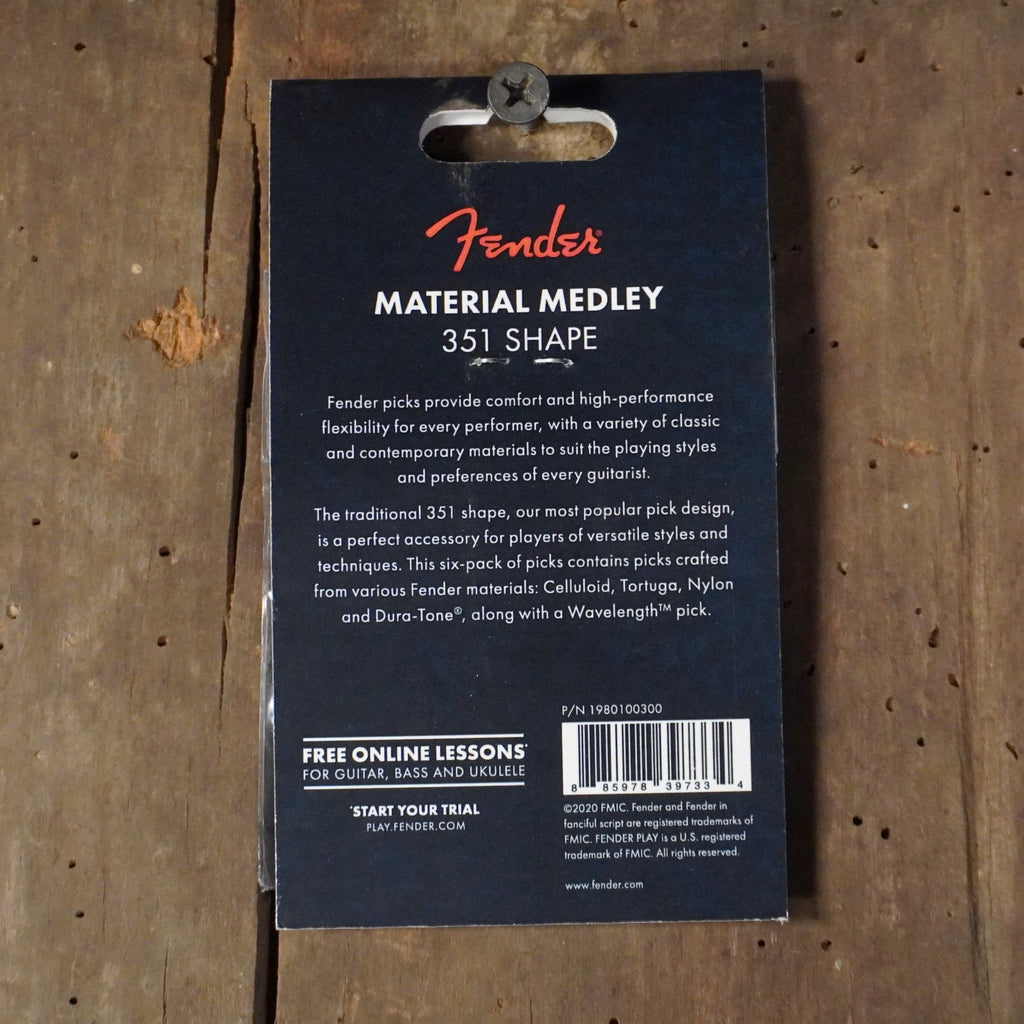 Fender®
MATERIAL MEDLEY
351 SHAPE
Fender picks provide comfort and high-performance
flexibility for every performer, with a variety of classic
and contemporary materials to suit the playing styles
and preferences of every guitarist.
The traditional 351 shape, our most popular pick design,
is a perfect accessory for players of versatile styles and
techniques. This six-pack of picks contains picks crafted
from various Fender materials: Celluloid, Tortuga, Nylon
and Dura-Tone®, along with a Wavelength™ pick.
FREE ONLINE LESSONS*
FOR GUITAR, BASS AND UKULELE
*START YOUR TRIAL
PLAY.FENDER.COM
P/N 1980100300
8 85978 39733 4
©2020 FMIC. Fender and Fender in
fanciful script are registered trademarks of
FMIC. FENDER PLAY is a U.S. registered
trademark of FMIC. All rights reserved.
www.fender.com